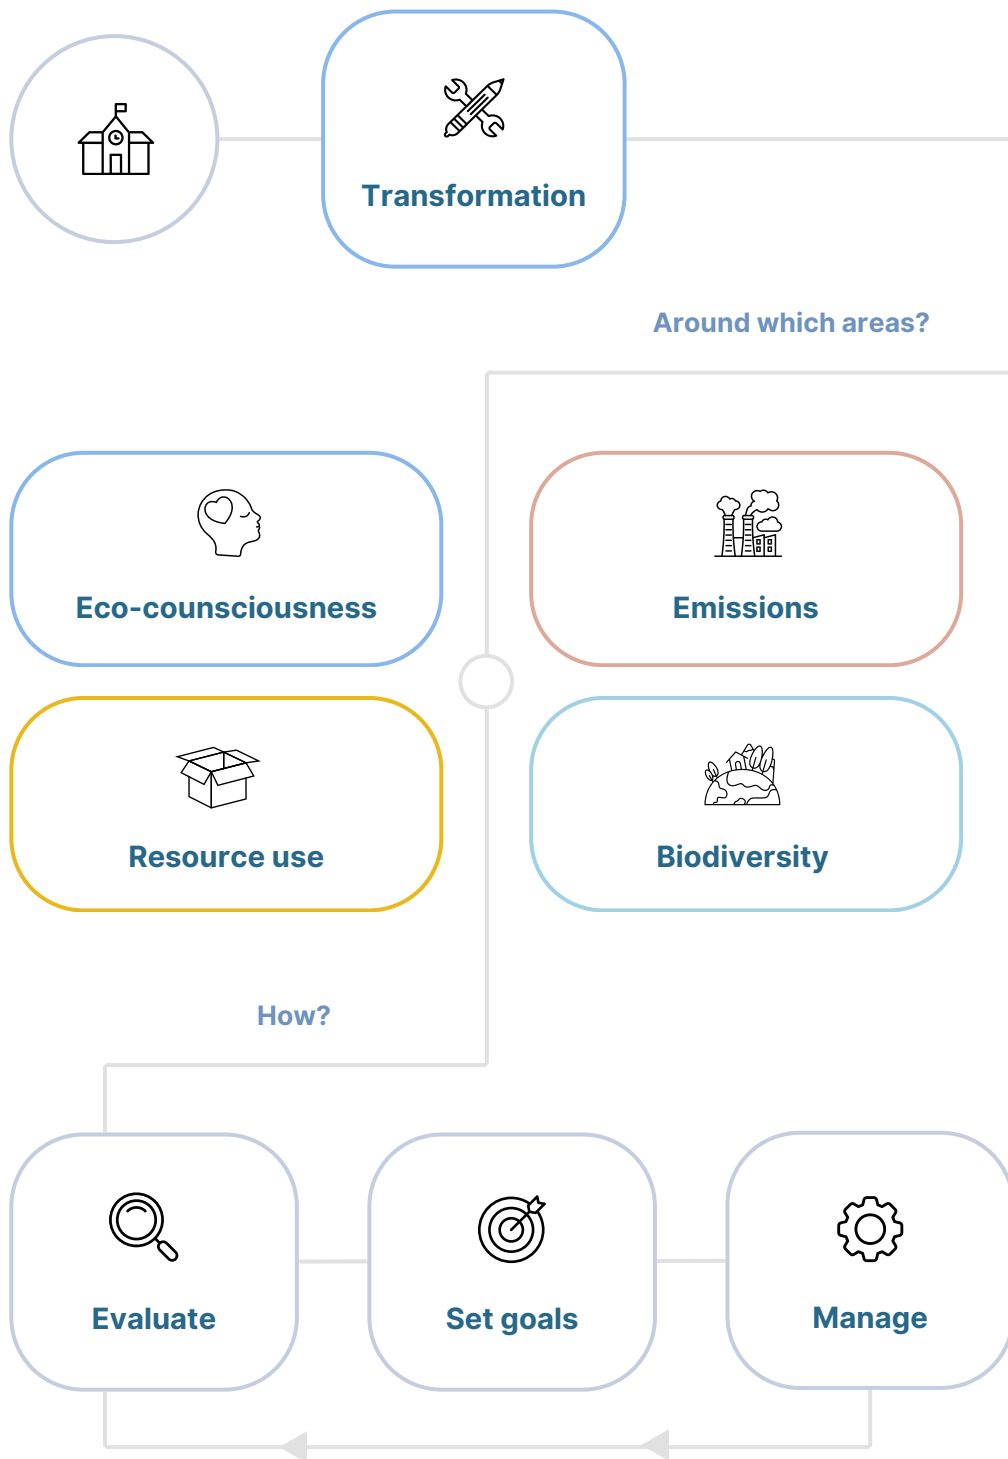 Transformation
Around which areas?
Eco-counsciousness
Emissions
Resource use
Biodiversity
How?
Evaluate
Set goals
Manage